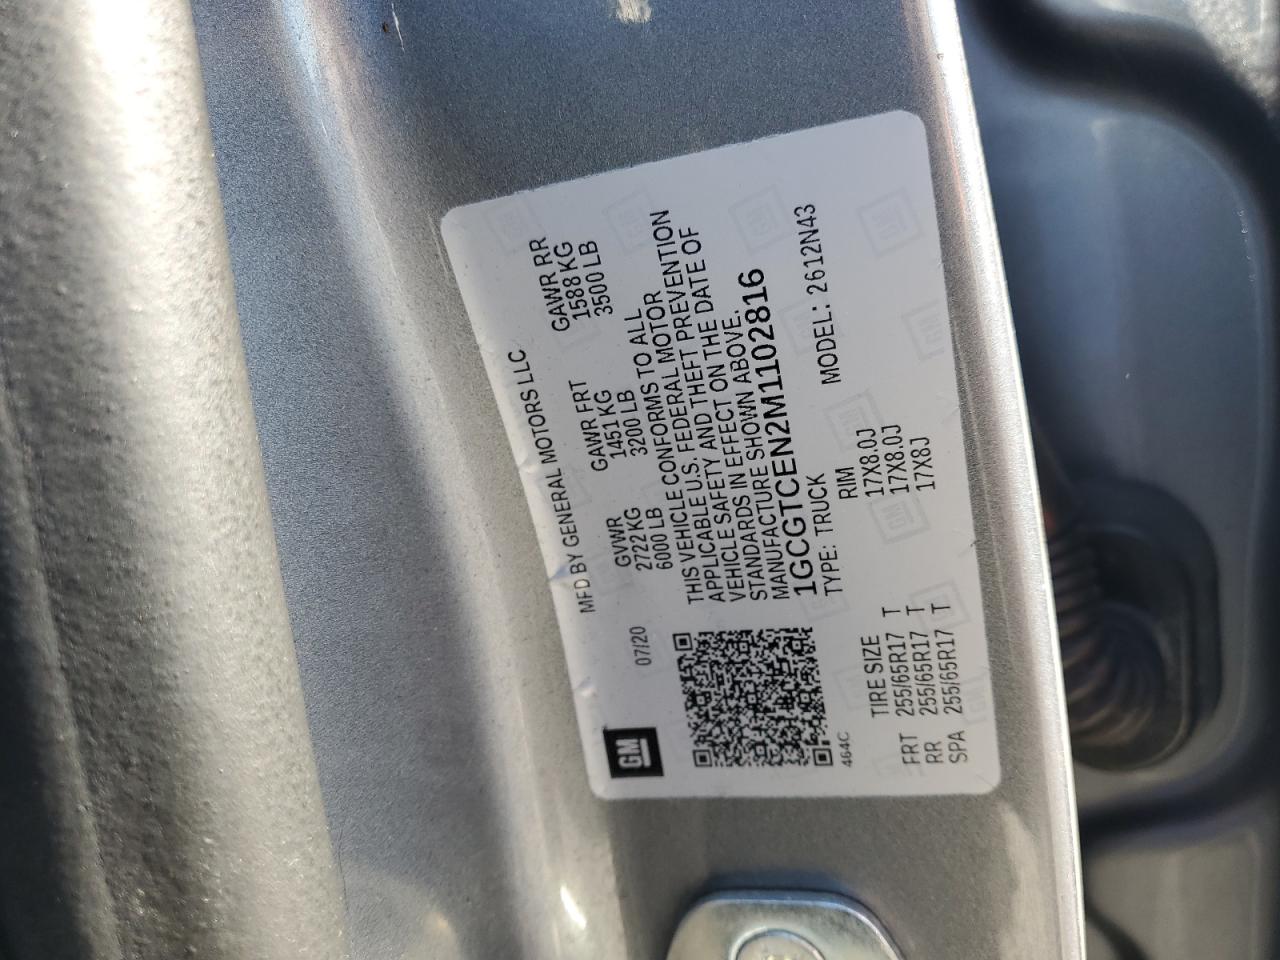 GM
MFD BY GENERAL MOTORS LLC
07/20
GVWR GAWR FRT GAWR RR
2722 KG 1451 KG 1588 KG
6000 LB 3200 LB 3500 LB
THIS VEHICLE CONFORMS TO ALL
APPLICABLE U.S. FEDERAL MOTOR
VEHICLE SAFETY AND THEFT PREVENTION
STANDARDS IN EFFECT ON THE DATE OF
MANUFACTURE SHOWN ABOVE.
1GCGTCEN2M1102816
TYPE: TRUCK MODEL: 2612N43
464C
TIRE SIZE RIM
FRT 255/65R17 T 17X8.0J
RR 255/65R17 T 17X8.0J
SPA 255/65R17 T 17X8J